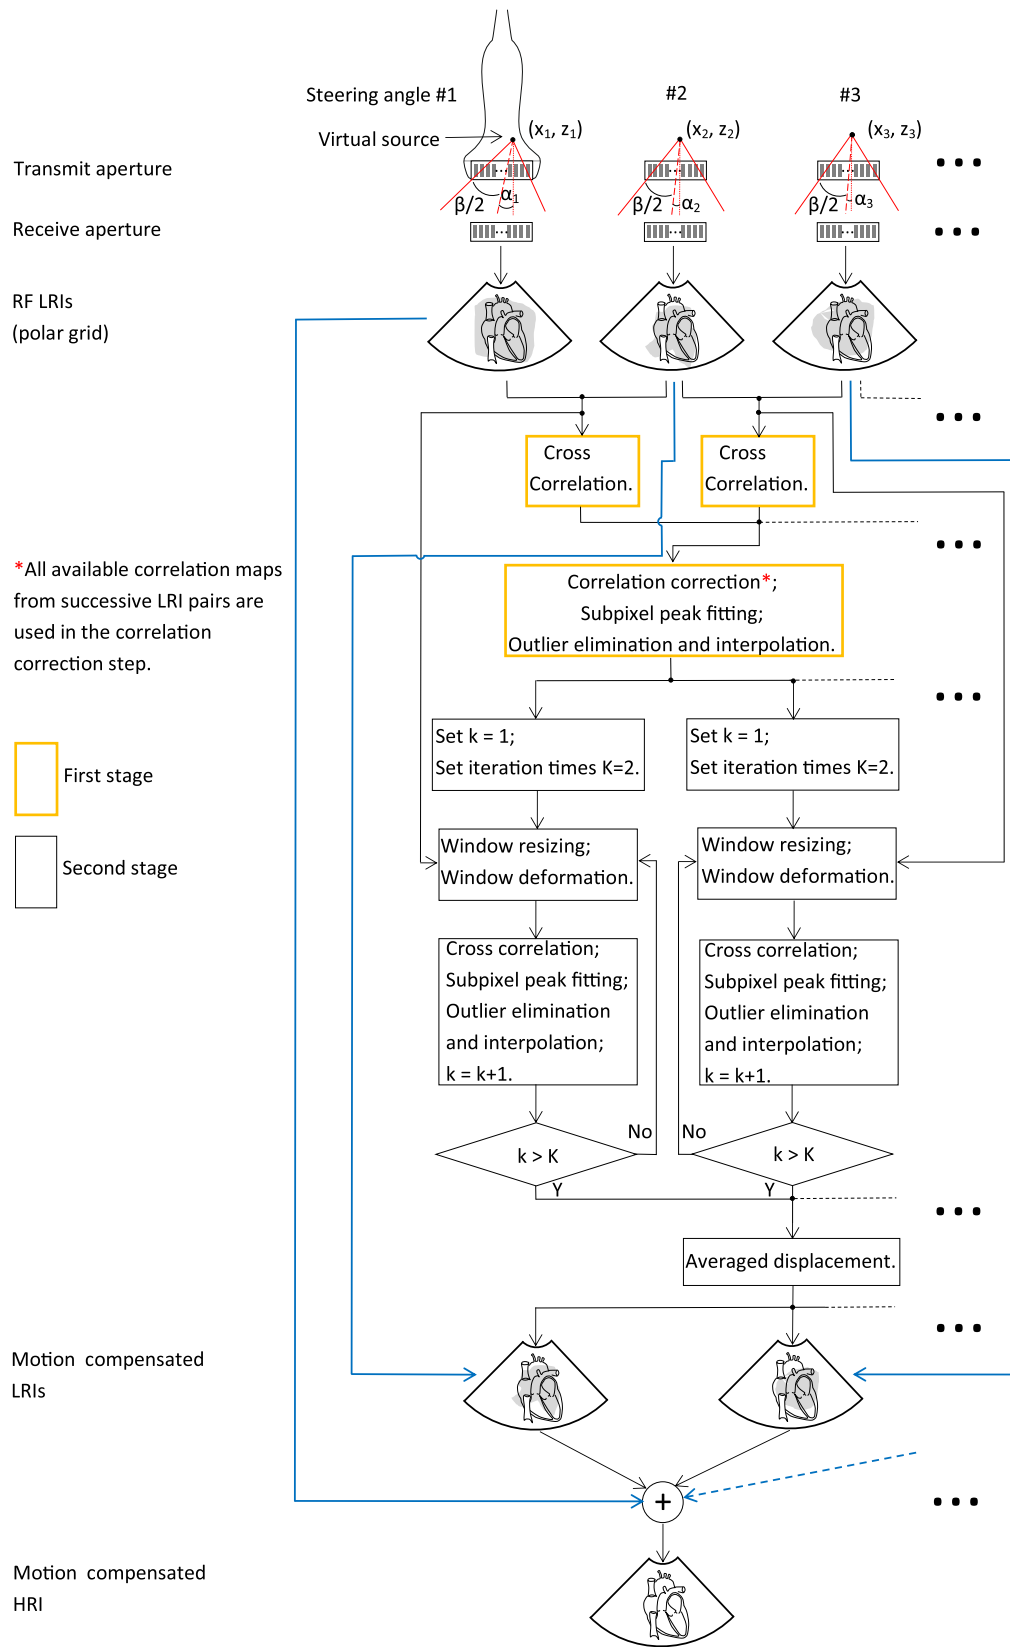 Steering angle #1
#2
#3
Virtual source
(x1, z1)
(x2, z2)
(x3, z3)
Transmit aperture
β/2
α1
β/2
α2
β/2
α3
Receive aperture
RF LRIs
(polar grid)
Cross
Correlation.
Cross
Correlation.
*All available correlation maps
from successive LRI pairs are
used in the correlation
correction step.
Correlation correction*;
Subpixel peak fitting;
Outlier elimination and interpolation.
Set k = 1;
Set iteration times K=2.
Set k = 1;
Set iteration times K=2.
First stage
Second stage
Window resizing;
Window deformation.
Window resizing;
Window deformation.
Cross correlation;
Subpixel peak fitting;
Outlier elimination
and interpolation;
k = k+1.
Cross correlation;
Subpixel peak fitting;
Outlier elimination
and interpolation;
k = k+1.
No
No
k > K
k > K
Y
Y
Averaged displacement.
Motion compensated
LRIs
+
Motion compensated
HRI